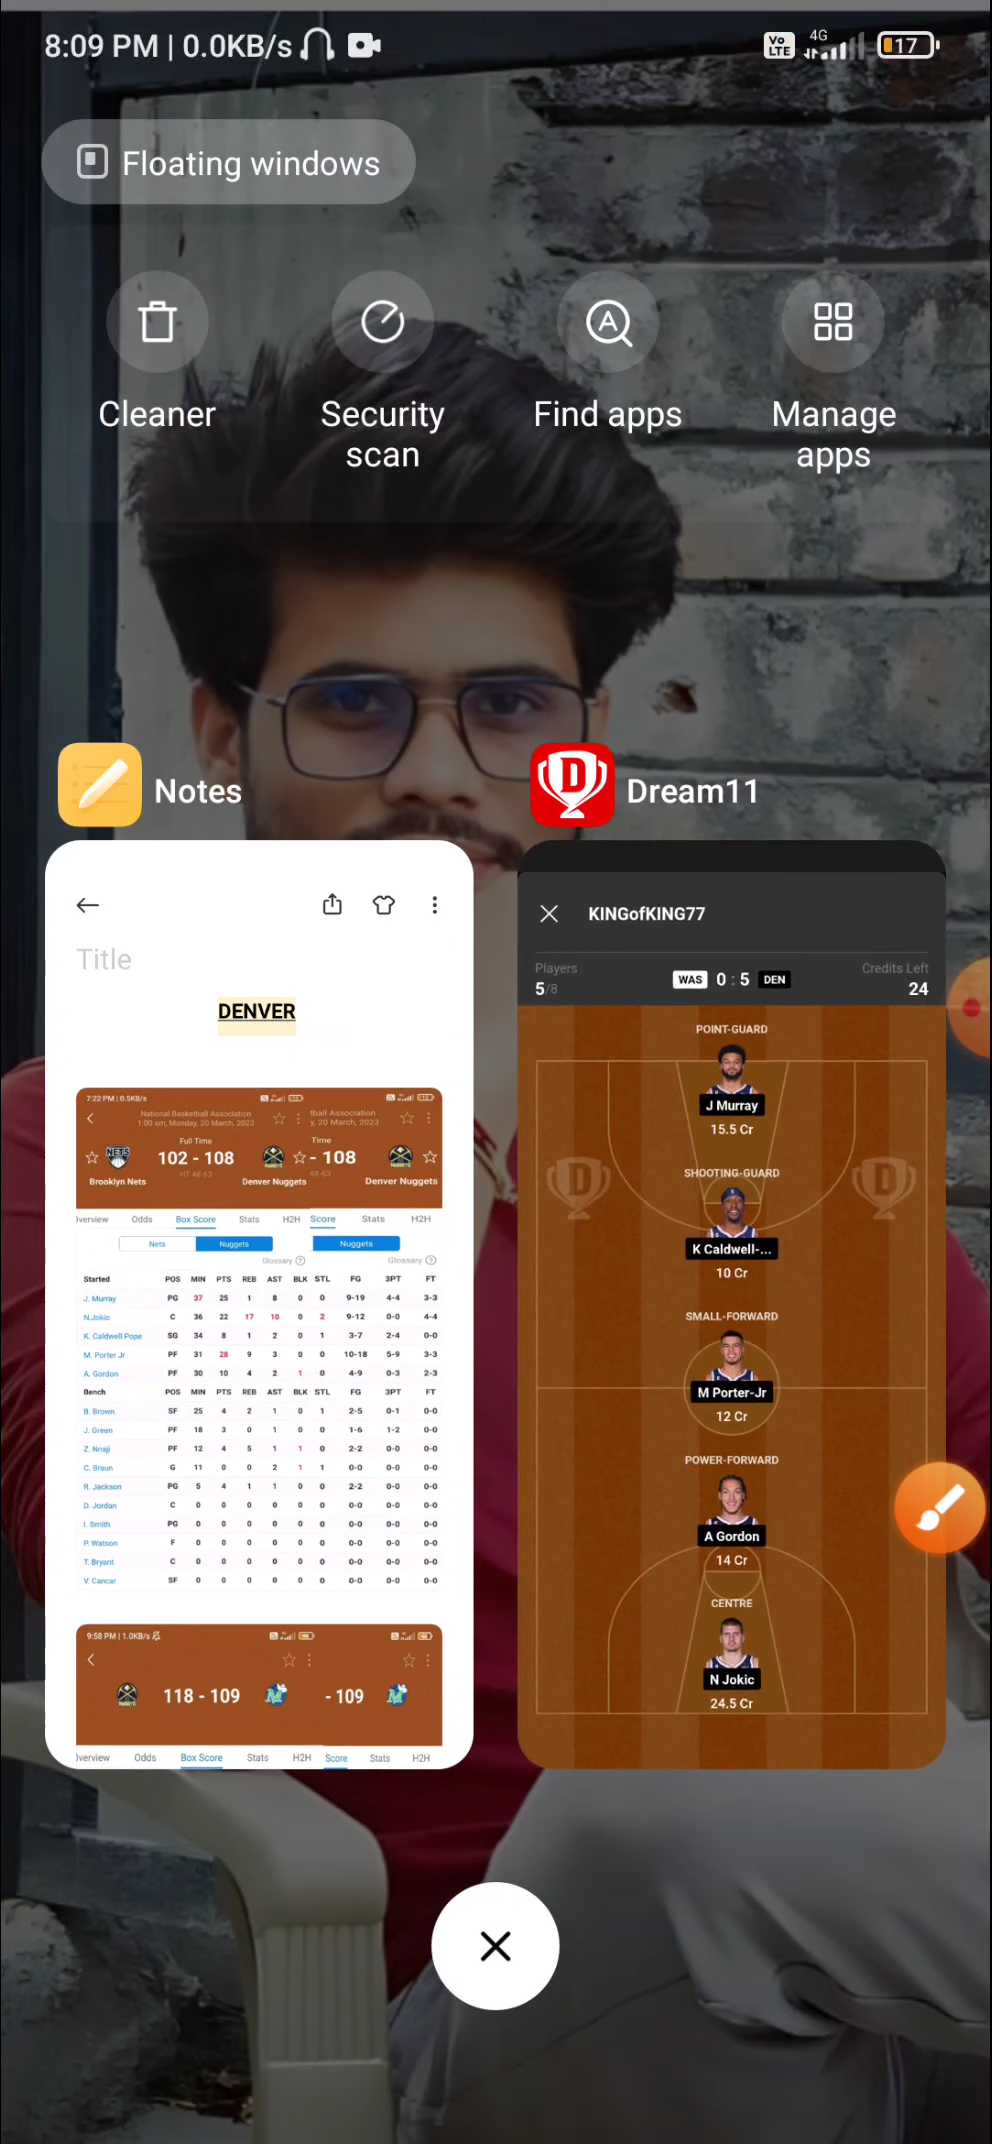 8:09 PM | 0.0KB/s
Vo LTE 4G 17
Floating windows
Cleaner
Security scan
Find apps
Manage apps
Notes
Title
DENVER
7:22 PM | 0.5KB/s
National Basketball Association
1:00 am, Monday, 20 March, 2023
tball Association
y, 20 March, 2023
Full Time
Time
102 - 108
- 108
HT 48-63
48-63
NETS
Brooklyn Nets
Denver Nuggets
Denver Nuggets
Overview Odds Box Score Stats H2H Score Stats H2H
Nets Nuggets Nuggets
Glossary ? Glossary ?
Started POS MIN PTS REB AST BLK STL FG 3PT FT
J. Murray PG 37 25 1 8 0 0 9-19 4-4 3-3
N.Jokic C 36 22 17 10 0 2 9-12 0-0 4-4
K. Caldwell Pope SG 34 8 1 2 0 1 3-7 2-4 0-0
M. Porter Jr PF 31 28 9 3 0 0 10-18 5-9 3-3
A. Gordon PF 30 10 4 2 1 0 4-9 0-3 2-3
Bench POS MIN PTS REB AST BLK STL FG 3PT FT
B. Brown SF 25 4 2 1 0 1 2-5 0-1 0-0
J. Green PF 18 3 0 1 0 0 1-6 1-2 0-0
Z. Nnaji PF 12 4 5 1 1 0 2-2 0-0 0-0
C. Braun G 11 0 0 2 1 1 0-0 0-0 0-0
R. Jackson PG 5 4 1 1 0 0 2-2 0-0 0-0
D. Jordan C 0 0 0 0 0 0 0-0 0-0 0-0
I. Smith PG 0 0 0 0 0 0 0-0 0-0 0-0
P. Watson F 0 0 0 0 0 0 0-0 0-0 0-0
T. Bryant C 0 0 0 0 0 0 0-0 0-0 0-0
V. Cancar SF 0 0 0 0 0 0 0-0 0-0 0-0
9:58 PM | 1.0KB/s
118 - 109
- 109
Overview Odds Box Score Stats H2H Score Stats H2H
Dream11
KINGofKING77
Players
5/8
WAS 0 : 5 DEN
Credits Left
24
POINT-GUARD
J Murray
15.5 Cr
SHOOTING-GUARD
K Caldwell-...
10 Cr
SMALL-FORWARD
M Porter-Jr
12 Cr
POWER-FORWARD
A Gordon
14 Cr
CENTRE
N Jokic
24.5 Cr